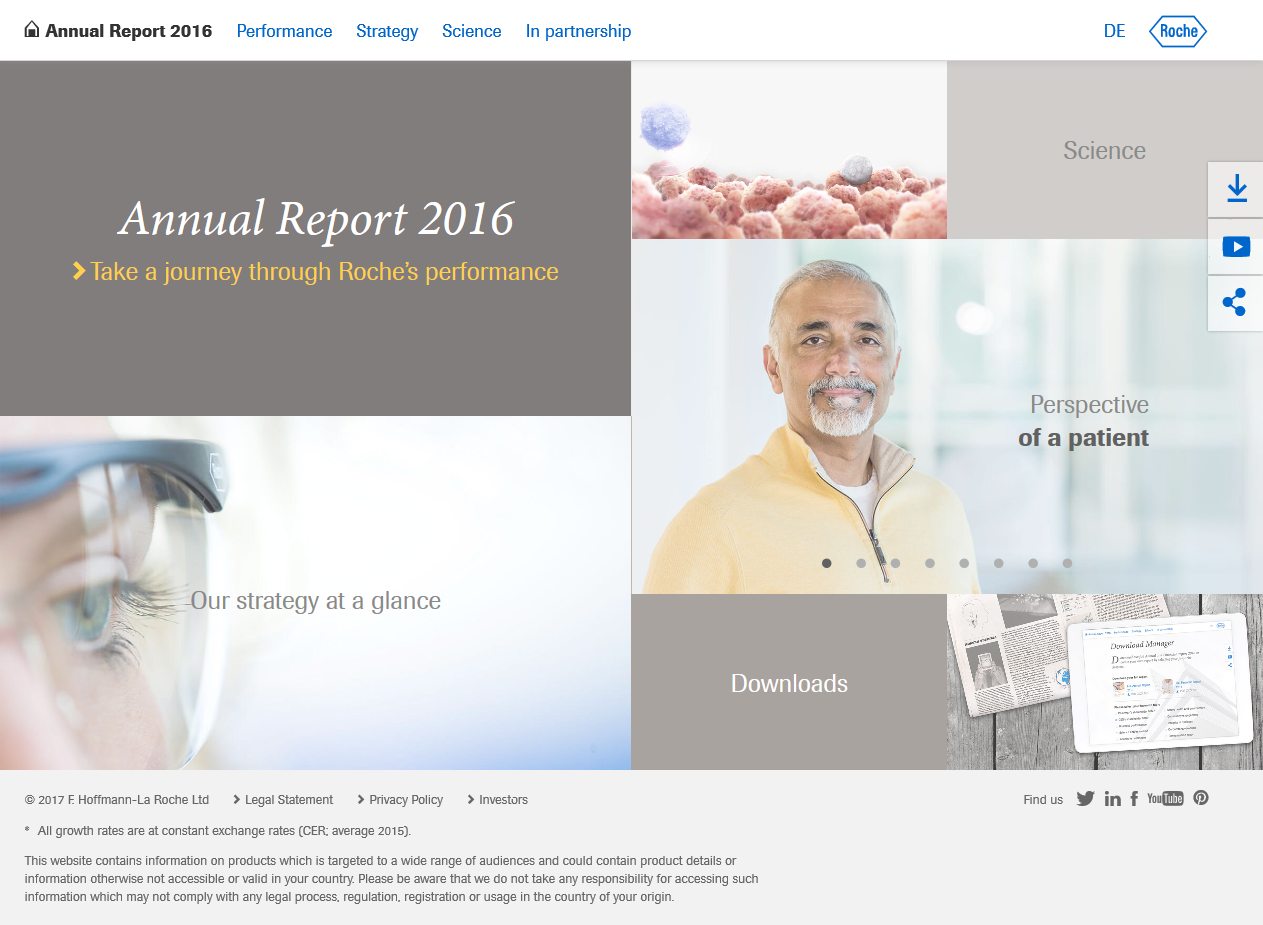 Annual Report 2016 Performance Strategy Science In partnership DE Roche
Annual Report 2016
Take a journey through Roche's performance
Science
Perspective
of a patient
Our strategy at a glance
Downloads
Download Manager
© 2017 F. Hoffmann-La Roche Ltd Legal Statement Privacy Policy Investors Find us in f YouTube
* All growth rates are at constant exchange rates (CER; average 2015).
This website contains information on products which is targeted to a wide range of audiences and could contain product details or
information otherwise not accessible or valid in your country. Please be aware that we do not take any responsibility for accessing such
information which may not comply with any legal process, regulation, registration or usage in the country of your origin.